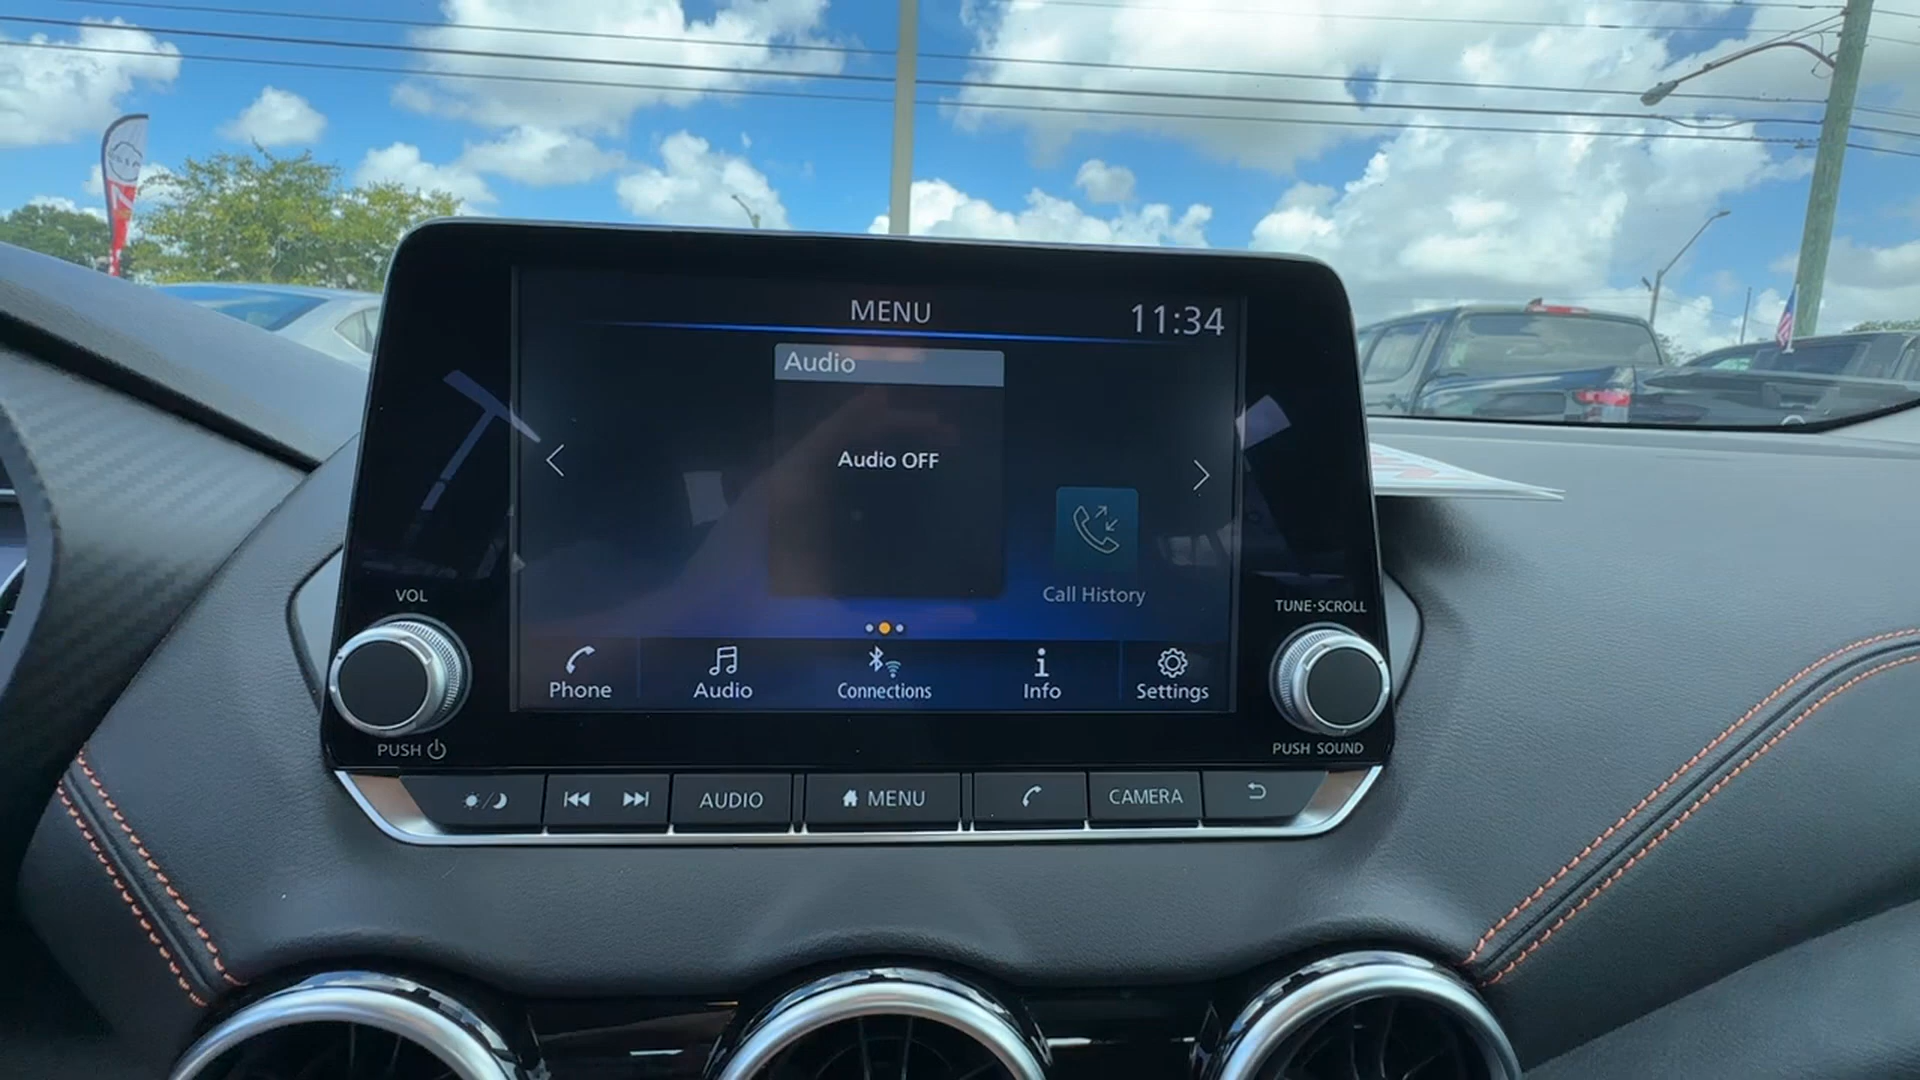 MENU
11:34
Audio
Audio OFF
Call History
VOL
TUNE·SCROLL
Phone
Audio
Connections
Info
Settings
PUSH
PUSH SOUND
AUDIO
MENU
CAMERA